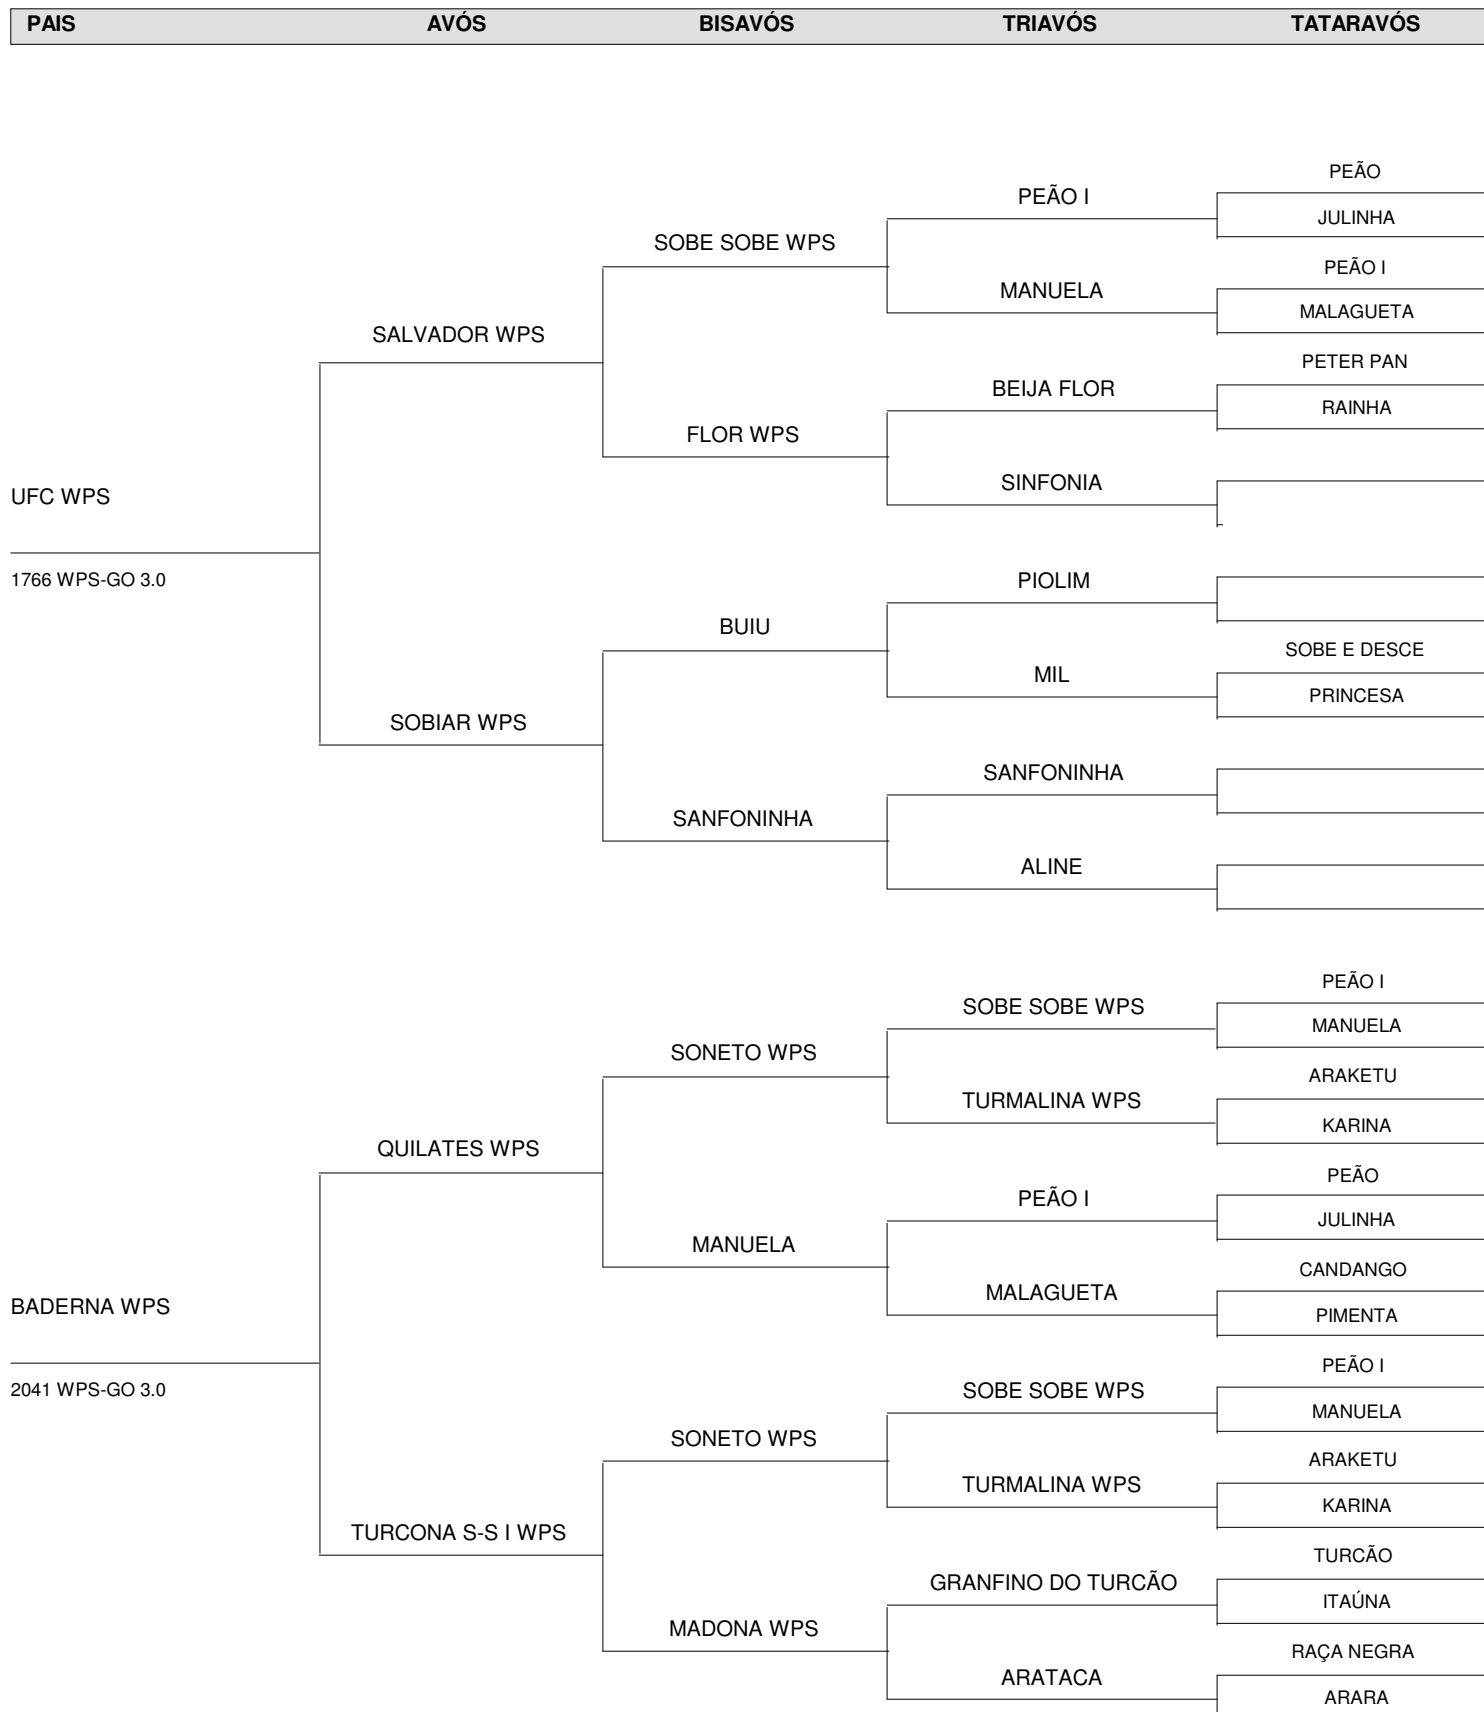 PAIS AVÓS BISAVÓS TRIAVÓS TATARAVÓS
PEÃO
PEÃO I
JULINHA
SOBE SOBE WPS
PEÃO I
MANUELA
MALAGUETA
SALVADOR WPS
PETER PAN
BEIJA FLOR
RAINHA
FLOR WPS
SINFONIA
UFC WPS
1766 WPS-GO 3.0
PIOLIM
BUIU
SOBE E DESCE
MIL
PRINCESA
SOBIAR WPS
SANFONINHA
SANFONINHA
ALINE
PEÃO I
SOBE SOBE WPS
MANUELA
SONETO WPS
ARAKETU
TURMALINA WPS
KARINA
QUILATES WPS
PEÃO
PEÃO I
JULINHA
MANUELA
CANDANGO
MALAGUETA
BADERNA WPS
PIMENTA
PEÃO I
2041 WPS-GO 3.0
SOBE SOBE WPS
MANUELA
SONETO WPS
ARAKETU
TURMALINA WPS
KARINA
TURCONA S-S I WPS
TURCÃO
GRANFINO DO TURCÃO
ITAÚNA
MADONA WPS
RAÇA NEGRA
ARATACA
ARARA